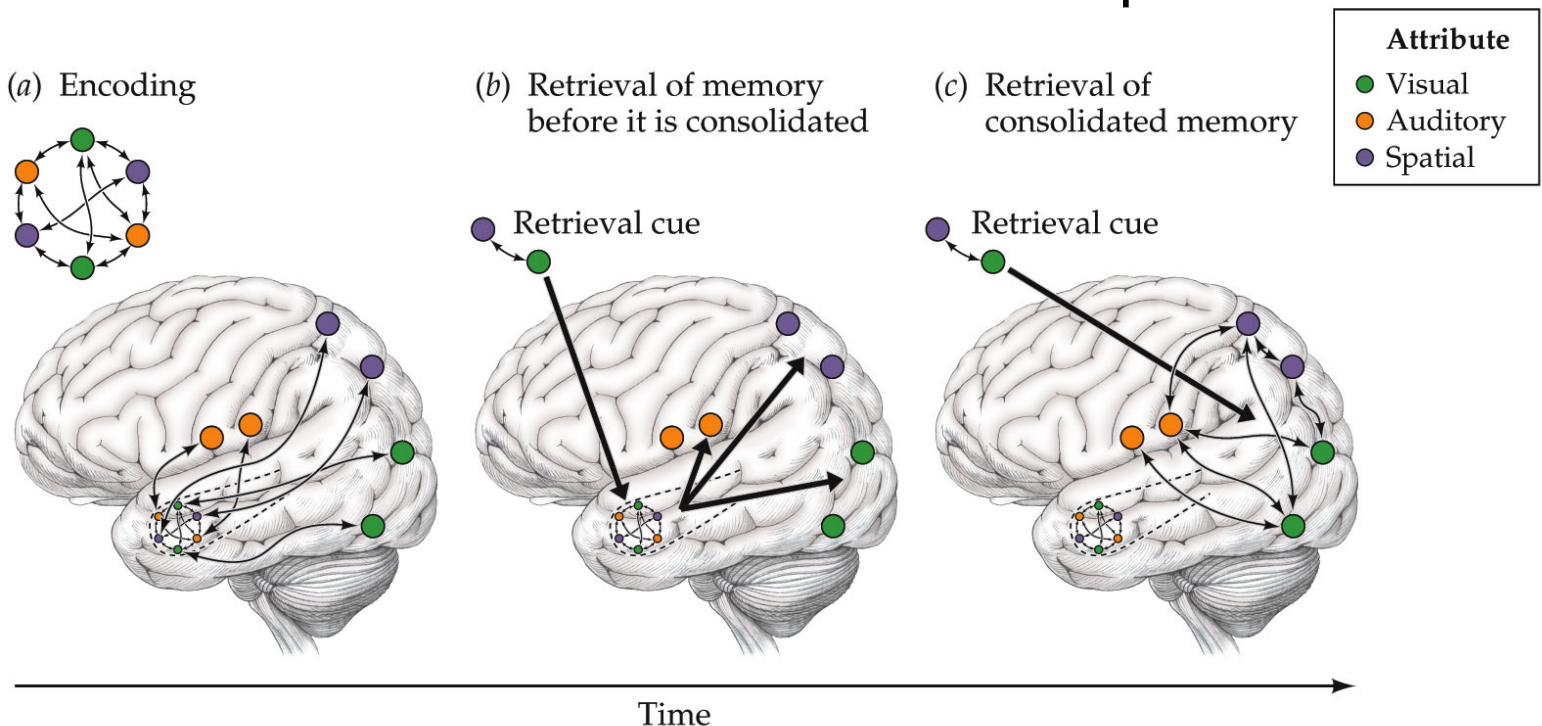 Attribute
Visual
Auditory
Spatial
(a) Encoding
(b) Retrieval of memory
before it is consolidated
(c) Retrieval of
consolidated memory
Retrieval cue
Retrieval cue
Time